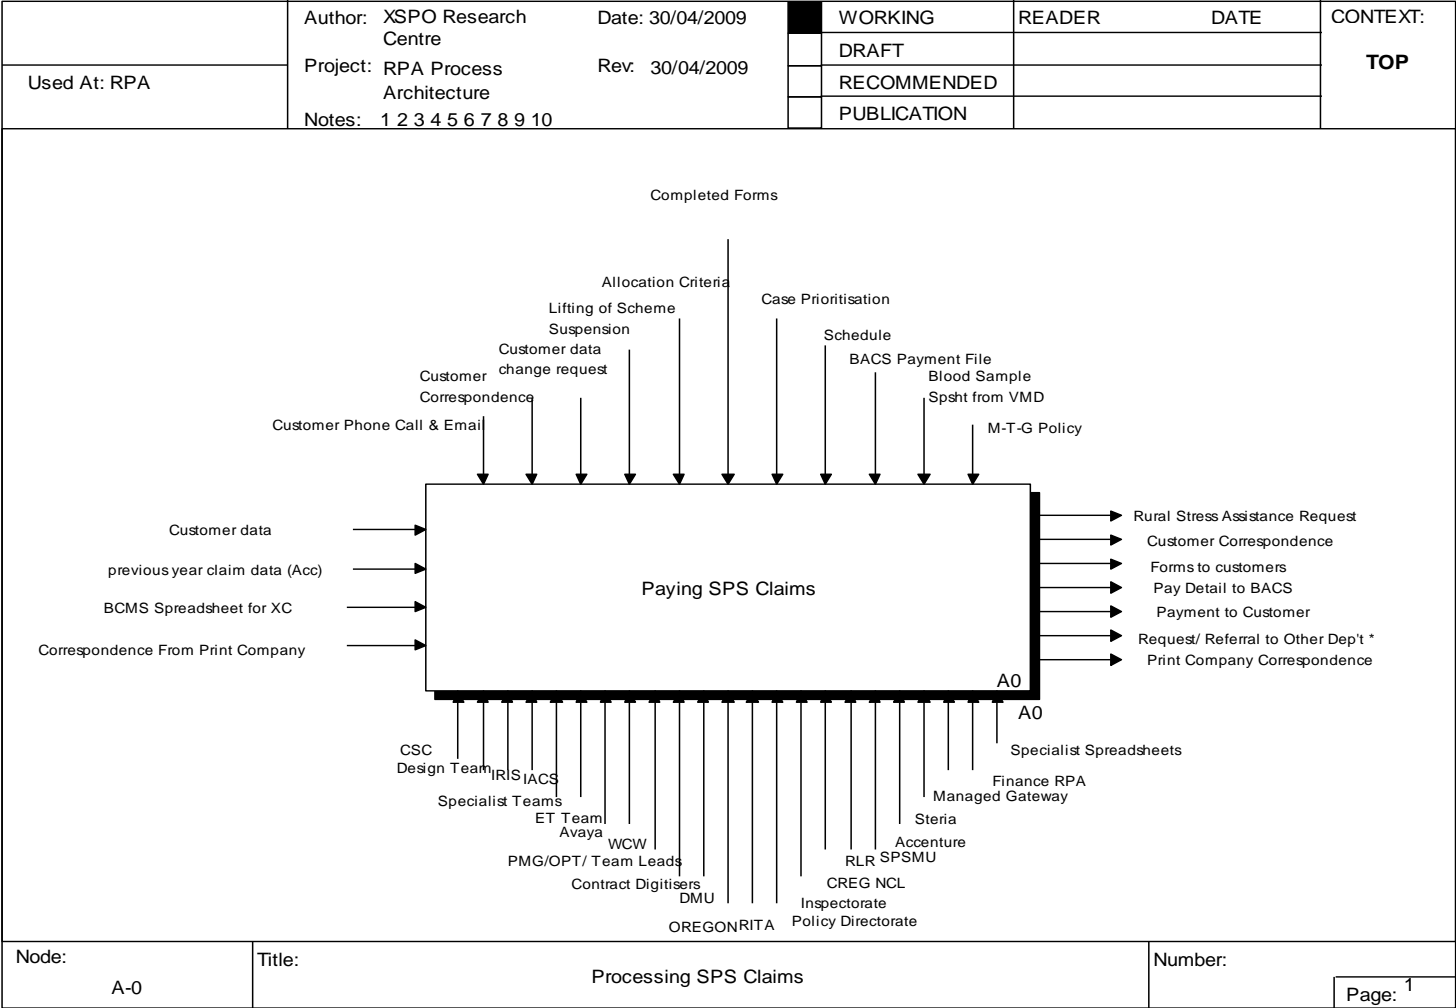 Used At: RPA
Author: XSPO Research
Centre
Date: 30/04/2009
Project: RPA Process
Architecture
Rev: 30/04/2009
Notes: 1 2 3 4 5 6 7 8 9 10
WORKING
DRAFT
RECOMMENDED
PUBLICATION
READER DATE
CONTEXT:
TOP
Completed Forms
Allocation Criteria
Case Prioritisation
Lifting of Scheme
Suspension
Schedule
Customer data
change request
BACS Payment File
Customer
Correspondence
Blood Sample
Spsht from VMD
Customer Phone Call & Email
M-T-G Policy
Customer data
previous year claim data (Acc)
BCMS Spreadsheet for XC
Correspondence From Print Company
Paying SPS Claims
A0
A0
Rural Stress Assistance Request
Customer Correspondence
Forms to customers
Pay Detail to BACS
Payment to Customer
Request/ Referral to Other Dep't *
Print Company Correspondence
CSC
Design Team
IRIS
IACS
Specialist Teams
ET Team
Avaya
WCW
PMG/OPT/ Team Leads
Contract Digitisers
DMU
OREGON
RITA
Policy Directorate
Inspectorate
CREG NCL
RLR
SPSMU
Accenture
Steria
Managed Gateway
Finance RPA
Specialist Spreadsheets
Node:
A-0
Title:
Processing SPS Claims
Number:
Page: 1